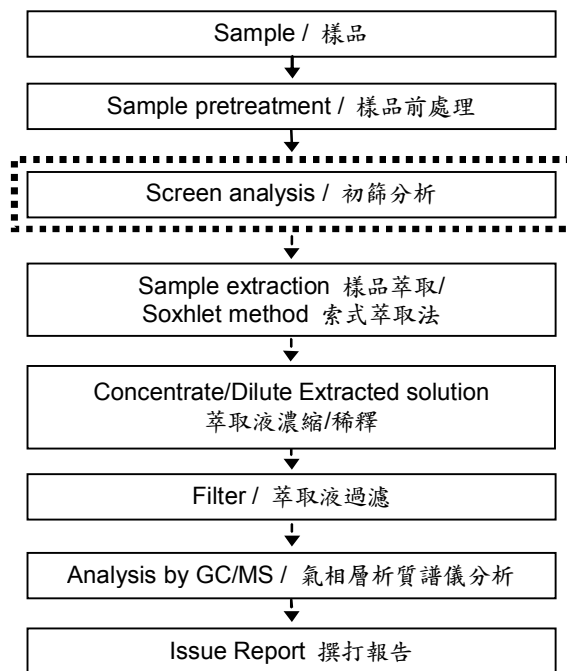 Sample / 樣品
Sample pretreatment / 樣品前處理
Screen analysis / 初篩分析
Sample extraction 樣品萃取/
Soxhlet method 索式萃取法
Concentrate/Dilute Extracted solution
萃取液濃縮/稀釋
Filter / 萃取液過濾
Analysis by GC/MS / 氣相層析質譜儀分析
Issue Report 撰打報告